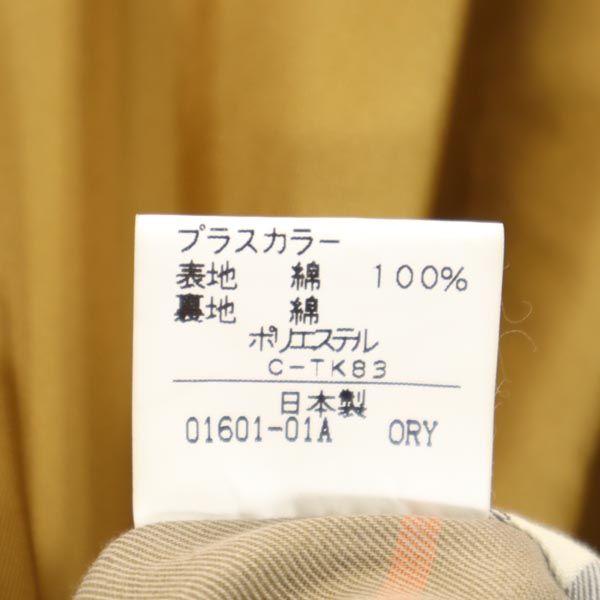 プラスカラー
表地 綿 100%
裏地 綿
ポリエステル
C-TK83
日本製
01601-01A ORY